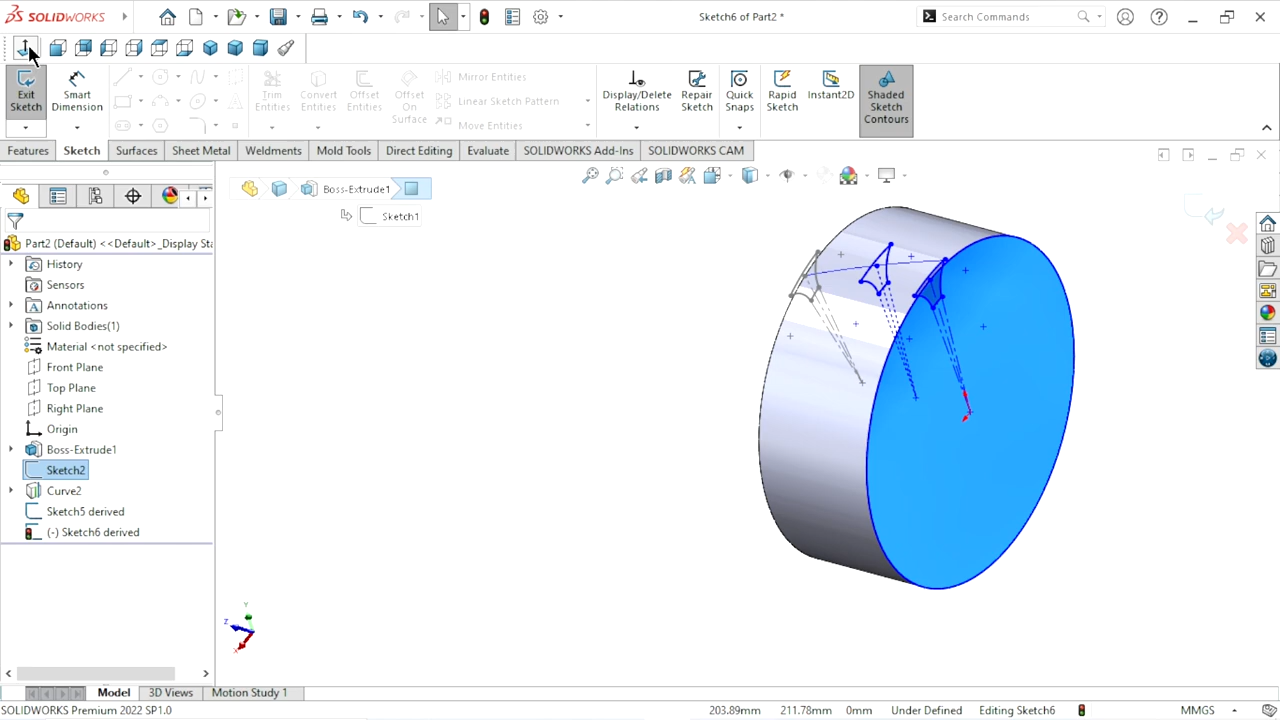 SOLIDWORKS
Sketch6 of Part2 *
Search Commands
Exit Sketch
Smart Dimension
Trim Entities
Convert Entities
Offset Entities
Offset On Surface
Mirror Entities
Linear Sketch Pattern
Move Entities
Display/Delete Relations
Repair Sketch
Quick Snaps
Rapid Sketch
Instant2D
Shaded Sketch Contours
Features
Sketch
Surfaces
Sheet Metal
Weldments
Mold Tools
Direct Editing
Evaluate
SOLIDWORKS Add-Ins
SOLIDWORKS CAM
Boss-Extrude1
Sketch1
Part2 (Default) <<Default>_Display Sta
History
Sensors
Annotations
Solid Bodies(1)
Material <not specified>
Front Plane
Top Plane
Right Plane
Origin
Boss-Extrude1
Sketch2
Curve2
Sketch5 derived
(-) Sketch6 derived
Y
Z
X
Model
3D Views
Motion Study 1
SOLIDWORKS Premium 2022 SP1.0
203.89mm
211.78mm
0mm
Under Defined
Editing Sketch6
MMGS